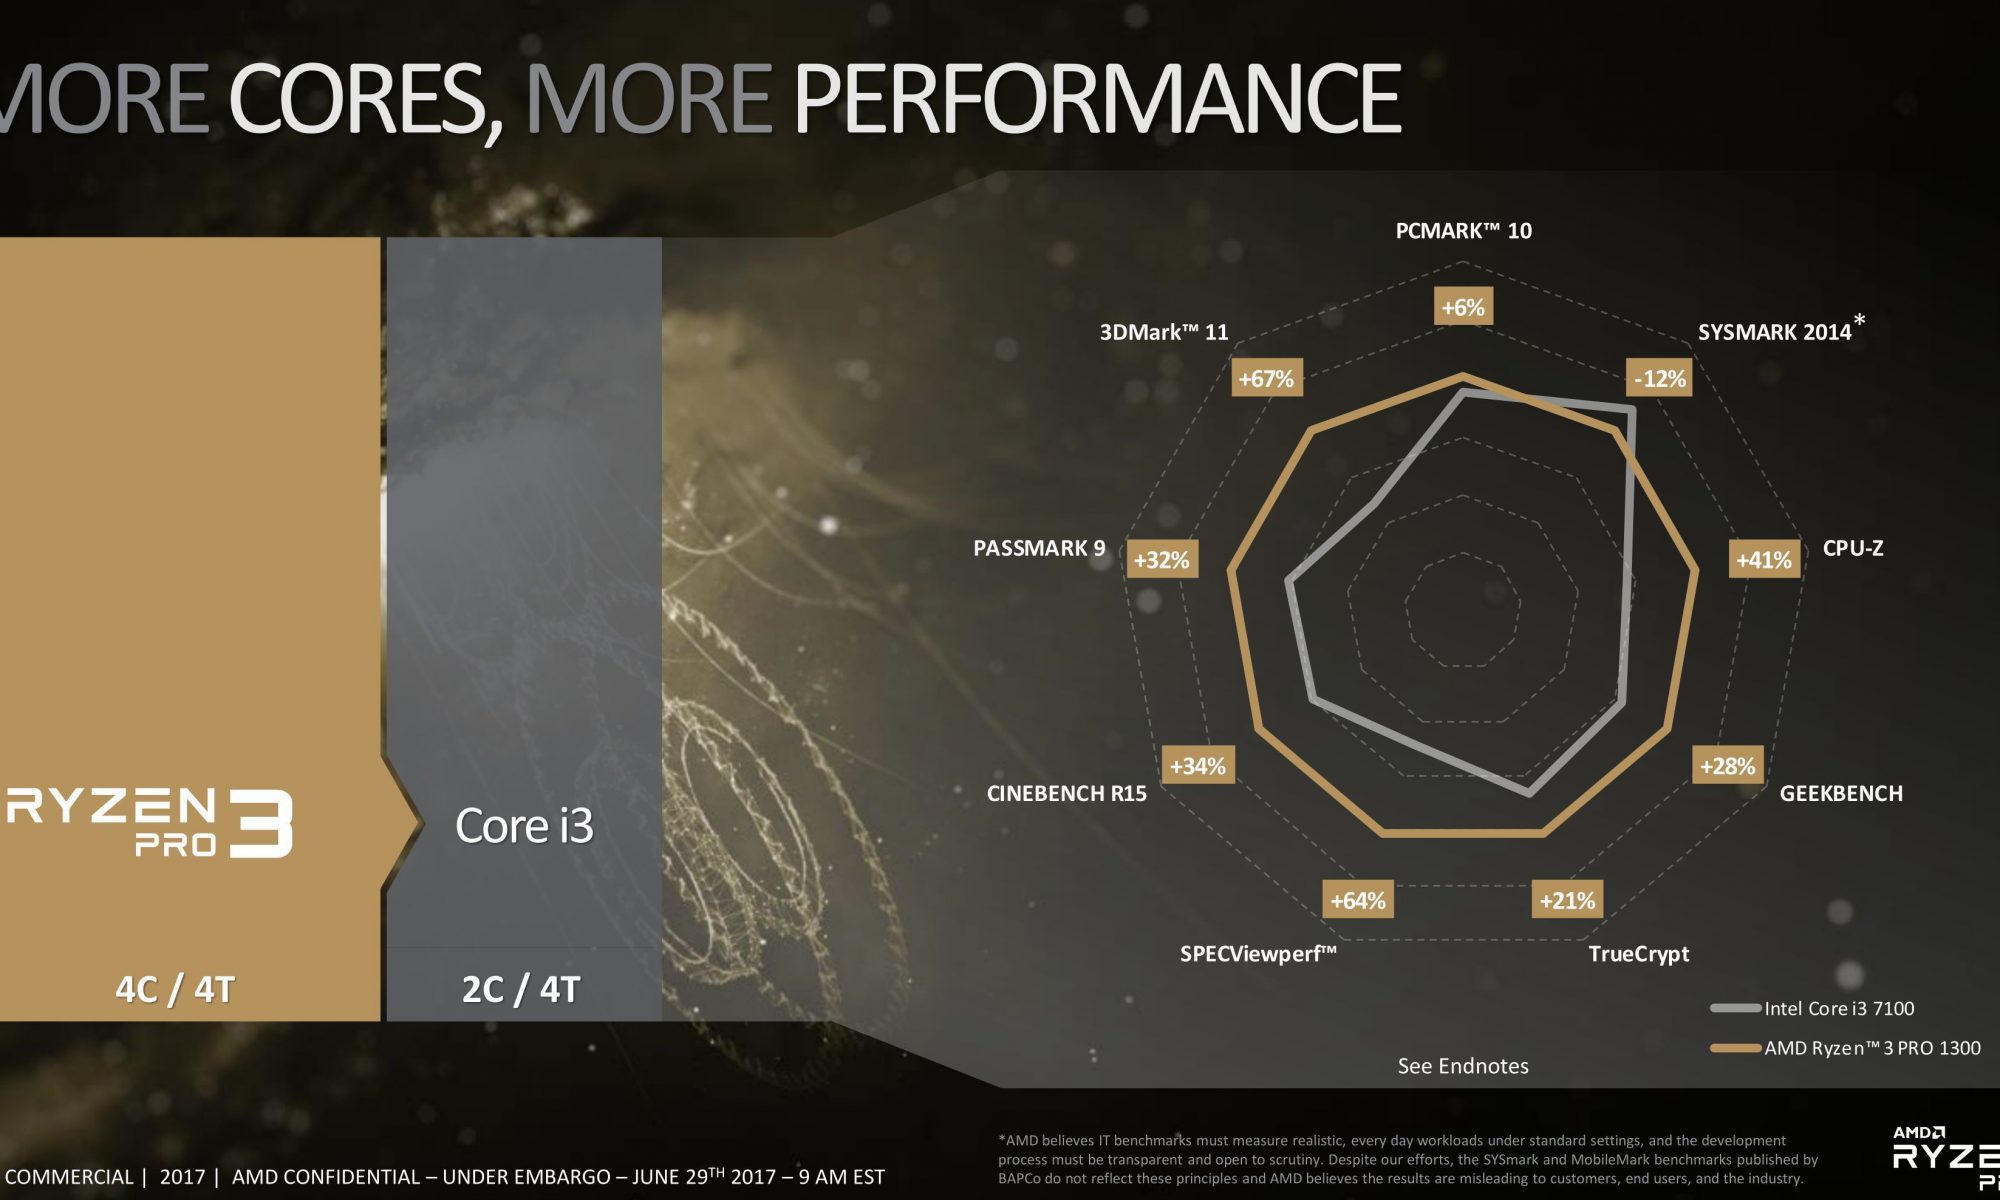 MORE CORES, MORE PERFORMANCE
PCMARK™ 10
+6%
3DMark™ 11
SYSMARK 2014*
+67%
-12%
PASSMARK 9
+32%
+41%
CPU-Z
+34%
+28%
CINEBENCH R15
GEEKBENCH
RYZEN 3
PRO
Core i3
+64%
+21%
SPECViewperf™
TrueCrypt
4C / 4T
2C / 4T
Intel Core i3 7100
AMD Ryzen™ 3 PRO 1300
See Endnotes
*AMD believes IT benchmarks must measure realistic, every day workloads under standard settings, and the development
process must be transparent and open to scrutiny. Despite our efforts, the SYSmark and MobileMark benchmarks published by
BAPCo do not reflect these principles and AMD believes the results are misleading to customers, end users, and the industry.
COMMERCIAL | 2017 | AMD CONFIDENTIAL – UNDER EMBARGO – JUNE 29TH 2017 – 9 AM EST
AMD
RYZE
P